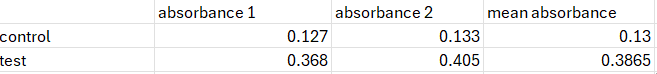 absorbance 1 absorbance 2 mean absorbance
control 0.127 0.133 0.13
test 0.368 0.405 0.3865